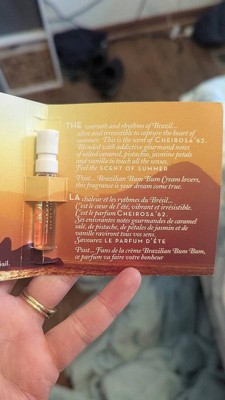 THE warmth and rhythms of Brazil...
alive and irresistible to capture the heart of
summer. This is the scent of CHEIROSA '62.
Blended with addictive gourmand notes
of salted caramel, pistachio, jasmine petals
and vanilla to touch all the senses.
Feel the SCENT OF SUMMER
Psst... Brazilian Bum Bum Cream lovers,
this fragrance is your dream come true.
LA chaleur et les rythmes du Brésil...
C'est le cœur de l'été, vibrant et irrésistible.
C'est le parfum CHEIROSA '62.
Ses enivrantes notes gourmandes de caramel
salé, de pistache, de pétales de jasmin et de
vanille raviront tous vos sens.
Savourez LE PARFUM D'ÉTÉ
Psst... Fans de la crème Brazilian Bum Bum,
ce parfum va faire votre bonheur